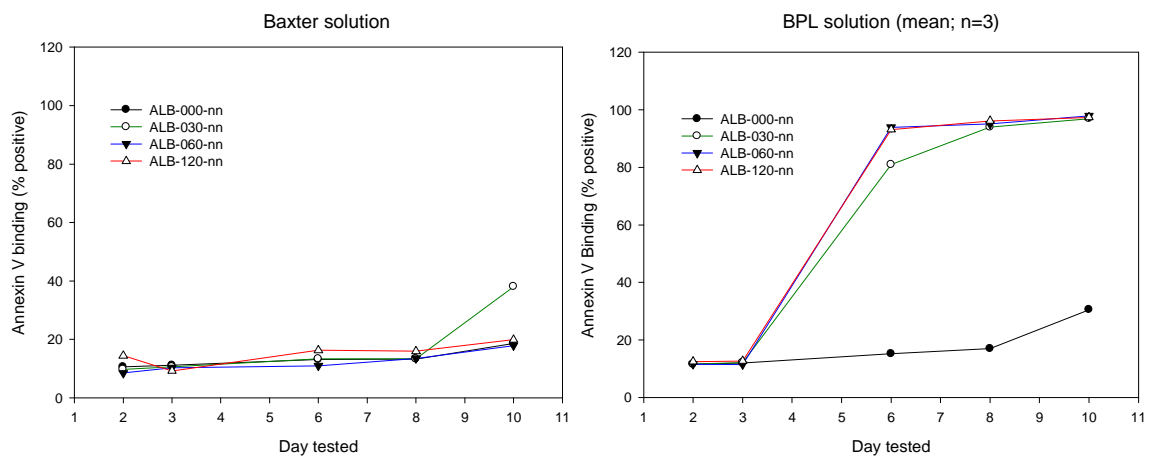 Baxter solution
120
100
80
60
40
20
0
Annexin V binding (% positive)
ALB-000-nn
ALB-030-nn
ALB-060-nn
ALB-120-nn
1 2 3 4 5 6 7 8 9 10 11
Day tested
BPL solution (mean; n=3)
120
100
80
60
40
20
0
Annexin V Binding (% positive)
ALB-000-nn
ALB-030-nn
ALB-060-nn
ALB-120-nn
1 2 3 4 5 6 7 8 9 10 11
Day tested